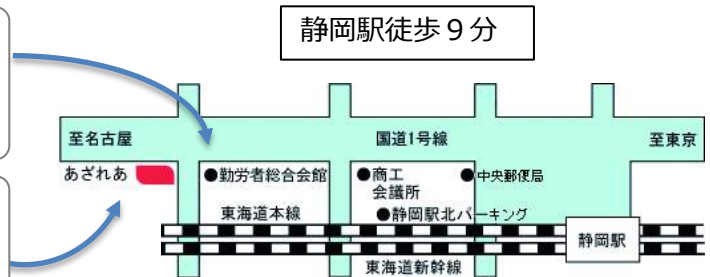 静岡駅徒歩９分
至名古屋
国道1号線
至東京
あざれあ
●勤労者総合会館
●商工
会議所
●中央郵便局
東海道本線
●静岡駅北パーキング
静岡駅
東海道新幹線